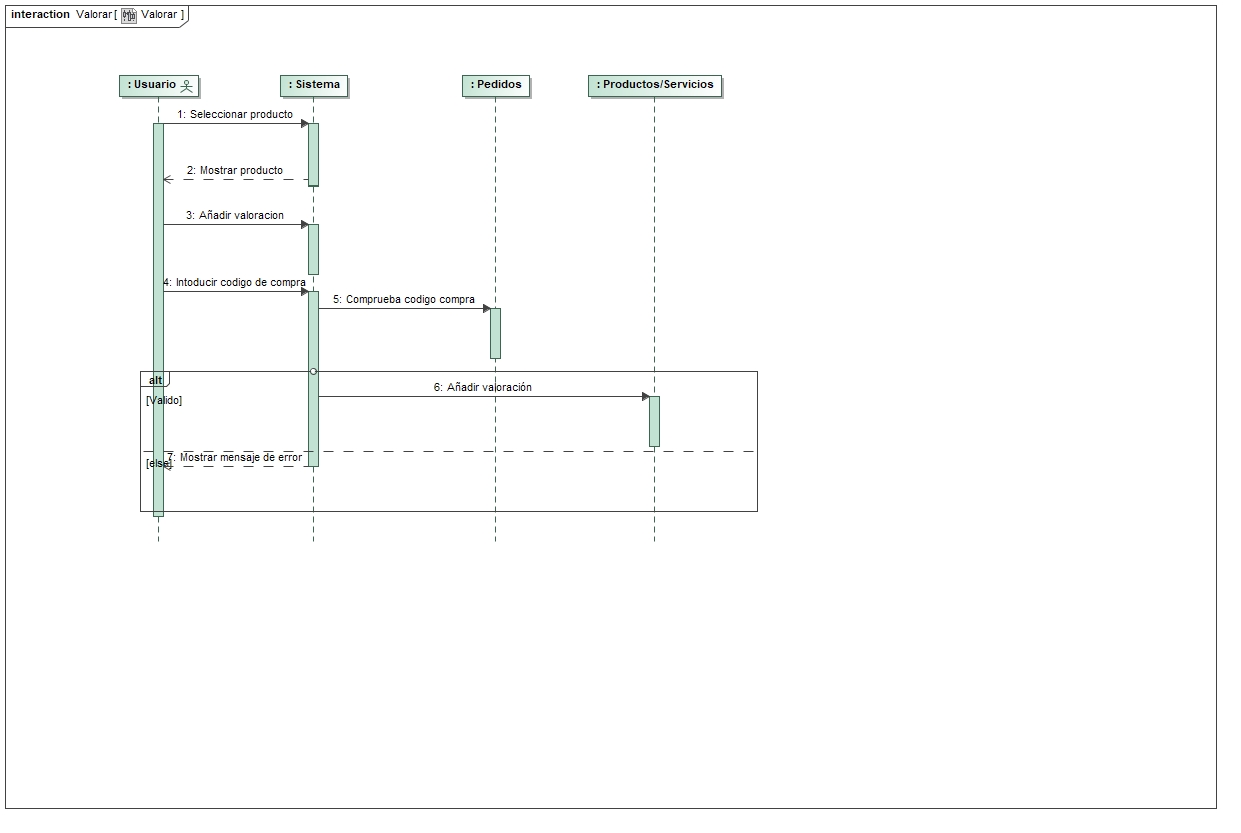 interaction Valorar [ Valorar ]
: Usuario
: Sistema
: Pedidos
: Productos/Servicios
1: Seleccionar producto
2: Mostrar producto
3: Añadir valoracion
4: Intoducir codigo de compra
5: Comprueba codigo compra
alt
6: Añadir valoración
[Valido]
7: Mostrar mensaje de error
[else]